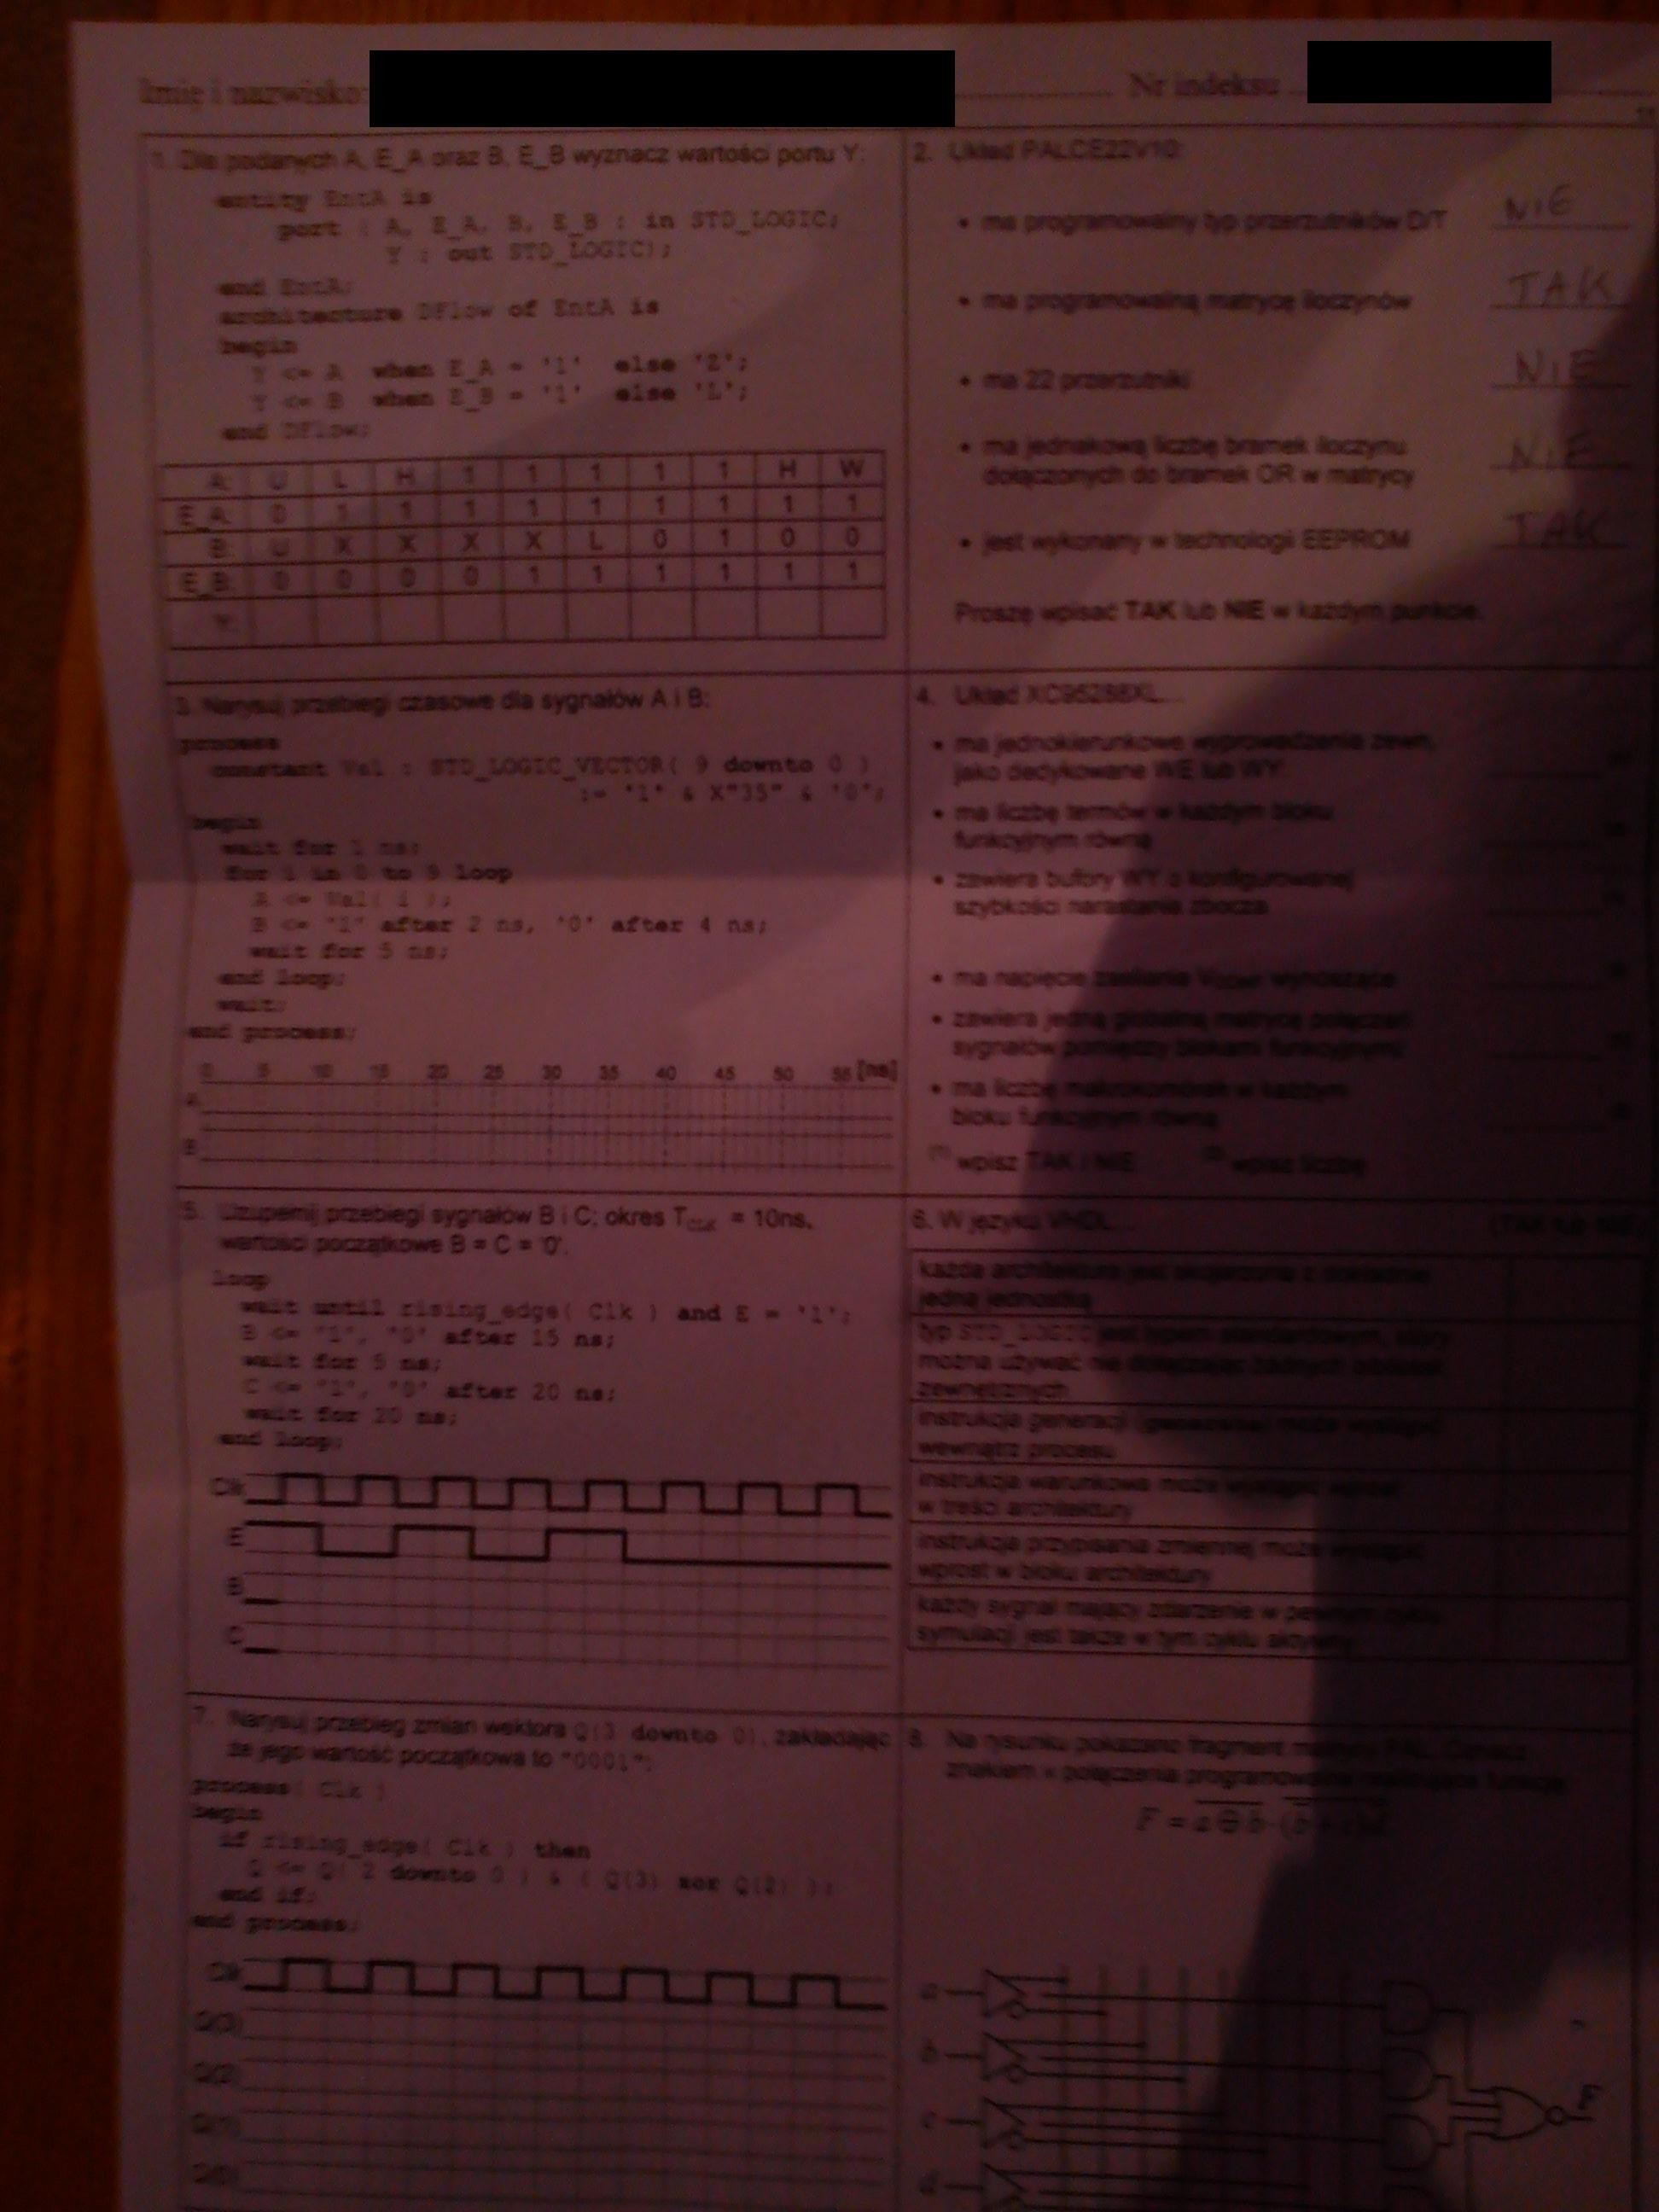 Imię i nazwisko: Nr indeksu
1. Dla podanych A, E_A oraz B, E_B wyznacz wartości portu Y:
entity EntA is
port ( A, E_A, B, E_B : in STD_LOGIC;
Y : out STD_LOGIC);
end EntA;
architecture DFlow of EntA is
begin
Y <= A when E_A = '1' else 'Z';
Y <= B when E_B = '1' else 'L';
end DFlow;
A: U L H 1 1 1 1 1 H W
E_A: 0 1 1 1 1 1 1 1 1 1
B: U X X X X L 0 1 0 0
E_B: 0 0 0 0 1 1 1 1 1 1
Y:
2. Układ PALCE22V10:
• ma programowalny typ przerzutników D/T NIE
• ma programowalną matrycę iloczynów TAK
• ma 22 przerzutniki NIE
• ma jednakową liczbę bramek iloczynu
dołączonych do bramek OR w matrycy NIE
• jest wykonany w technologii EEPROM TAK
Proszę wpisać TAK lub NIE w każdym punkcie.
3. Narysuj przebiegi czasowe dla sygnałów A i B:
process
constant Val : STD_LOGIC_VECTOR( 9 downto 0 )
:= '1' & X"35" & '0';
begin
wait for 1 ns;
for i in 0 to 9 loop
A <= Val( i );
B <= '1' after 2 ns, '0' after 4 ns;
wait for 5 ns;
end loop;
wait;
end process;
0 5 10 15 20 25 30 35 40 45 50 55 [ns]
A
B
4. Układ XC95288XL...
• ma jednokierunkowe wyprowadzenia zewn.
jako dedykowane WE lub WY
• ma liczbę termów w każdym bloku
funkcyjnym równą
• zawiera bufory WY o konfigurowanej
szybkości narastania zbocza
• ma napięcie zasilania wynoszące
• zawiera jedną globalną matrycę połączeń
sygnałów pomiędzy blokami funkcyjnymi
• ma liczbę makrokomórek w każdym
bloku funkcyjnym równą
(1) wpisz TAK / NIE (2) wpisz liczbę
5. Uzupełnij przebiegi sygnałów B i C; okres TCLK = 10ns,
wartości początkowe B = C = '0'.
loop
wait until rising_edge( Clk ) and E = '1';
B <= '1', '0' after 15 ns;
wait for 5 ns;
C <= '1', '0' after 20 ns;
wait for 20 ns;
end loop;
Clk
E
B
C
6. W języku VHDL... (TAK lub NIE)
każda architektura jest skojarzona z dokładnie
jedną jednostką
typ STD_LOGIC jest typem standardowym, który
można używać nie dołączając żadnych bibliotek
zewnętrznych
instrukcja generacji może wystąpić
wewnątrz procesu
instrukcja warunkowa może wystąpić wprost
w treści architektury
instrukcja przypisania zmiennej może wystąpić
wprost w bloku architektury
każdy sygnał mający zdarzenie w pewnym cyklu
symulacji jest także w tym cyklu aktywny
7. Narysuj przebieg zmian wektora Q(3 downto 0), zakładając
że jego wartość początkowa to "0001":
process( Clk )
begin
if rising_edge( Clk ) then
Q <= Q( 2 downto 0 ) & ( Q(3) xor Q(2) );
end if;
end process;
Clk
Q(3)
Q(2)
Q(1)
Q(0)
8. Na rysunku pokazano fragment matrycy PAL. Oznacz
znakiem x połączenia programowalne realizujące funkcję
a
b
c
d